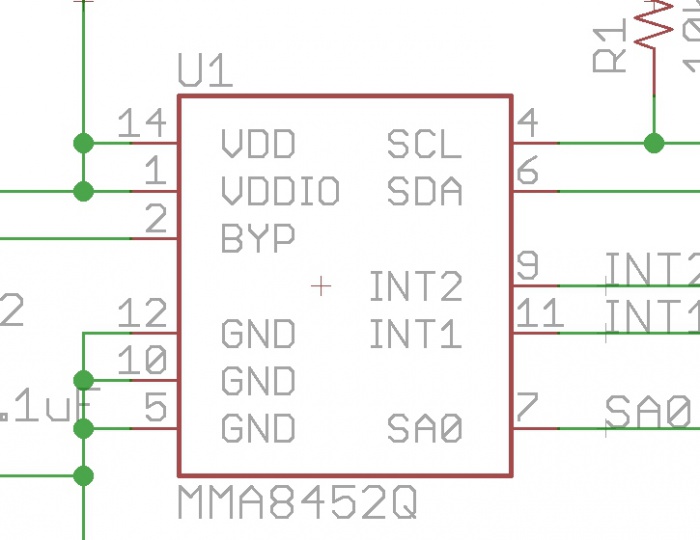 U1
R1
14 VDD SCL 4
1 VDDIO SDA 6
2 BYP
INT2 9 INT2
2
12 GND INT1 11 INT1
10 GND
.1uF
5 GND SA0 7 SA0
MMA8452Q